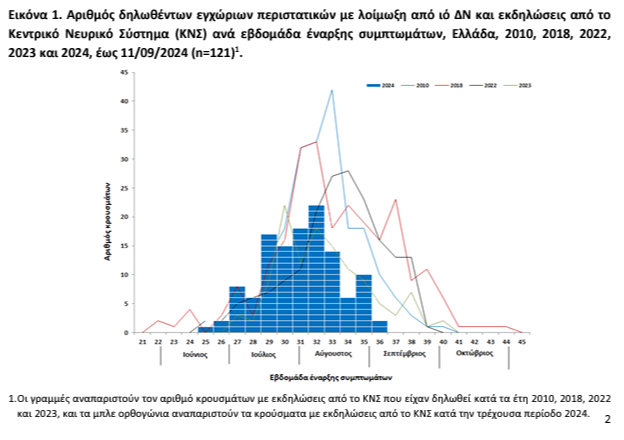 Εικόνα 1. Αριθμός δηλωθέντων εγχώριων περιστατικών με λοίμωξη από ιό ΔΝ και εκδηλώσεις από το
Κεντρικό Νευρικό Σύστημα (ΚΝΣ) ανά εβδομάδα έναρξης συμπτωμάτων, Ελλάδα, 2010, 2018, 2022,
2023 και 2024, έως 11/09/2024 (n=121)¹.
45
2024 2010 2018 2022 2023
40
35
30
25
20
15
10
5
0
Αριθμός κρουσμάτων
21 22 23 24 25 26 27 28 29 30 31 32 33 34 35 36 37 38 39 40 41 42 43 44 45
Ιούνιος Ιούλιος Αύγουστος Σεπτέμβριος Οκτώβριος
Εβδομάδα έναρξης συμπτωμάτων
1.Οι γραμμές αναπαριστούν τον αριθμό κρουσμάτων με εκδηλώσεις από το ΚΝΣ που είχαν δηλωθεί κατά τα έτη 2010, 2018, 2022
και 2023, και τα μπλε ορθογώνια αναπαριστούν τα κρούσματα με εκδηλώσεις από το ΚΝΣ κατά την τρέχουσα περίοδο 2024.
2